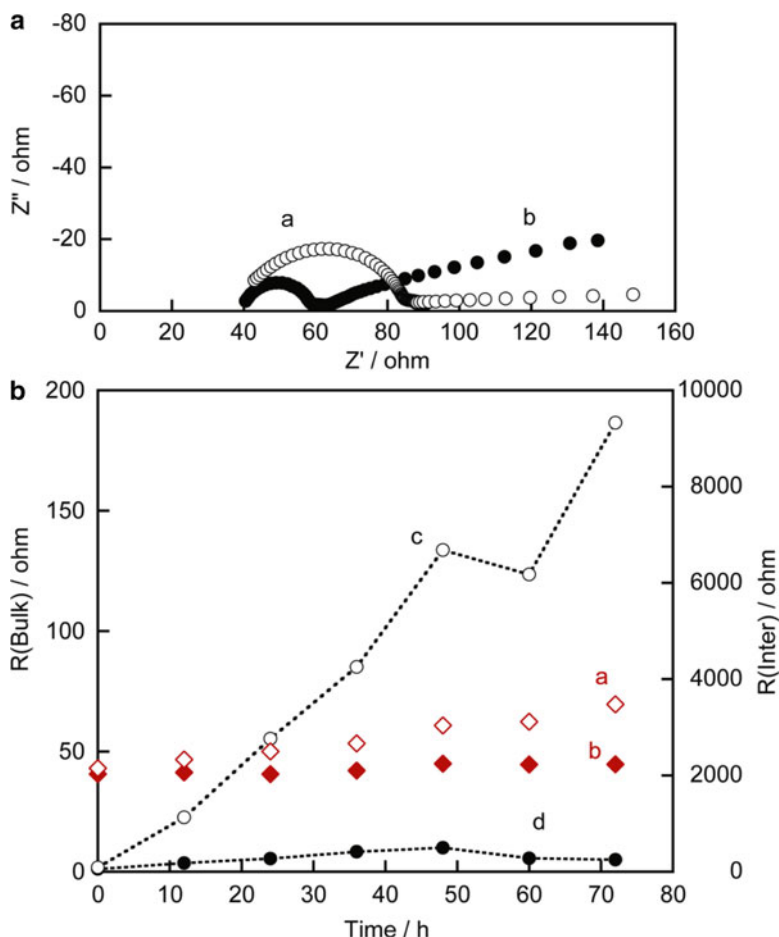 a
-80
-60
-40
-20
0
Z" / ohm
a
b
0 20 40 60 80 100 120 140 160
Z' / ohm
b
200
150
100
50
0
R(Bulk) / ohm
10000
8000
6000
4000
2000
0
R(Inter) / ohm
c
a
b
d
0 10 20 30 40 50 60 70 80
Time / h